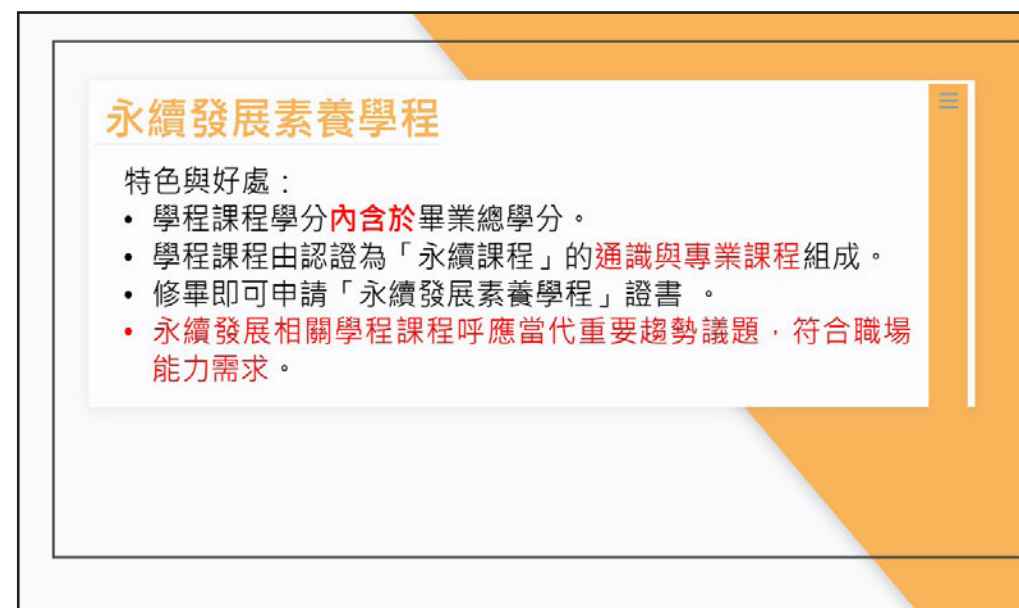 永續發展素養學程
特色與好處：
• 學程課程學分內含於畢業總學分。
• 學程課程由認證為「永續課程」的通識與專業課程組成。
• 修畢即可申請「永續發展素養學程」證書 。
• 永續發展相關學程課程呼應當代重要趨勢議題，符合職場
能力需求。